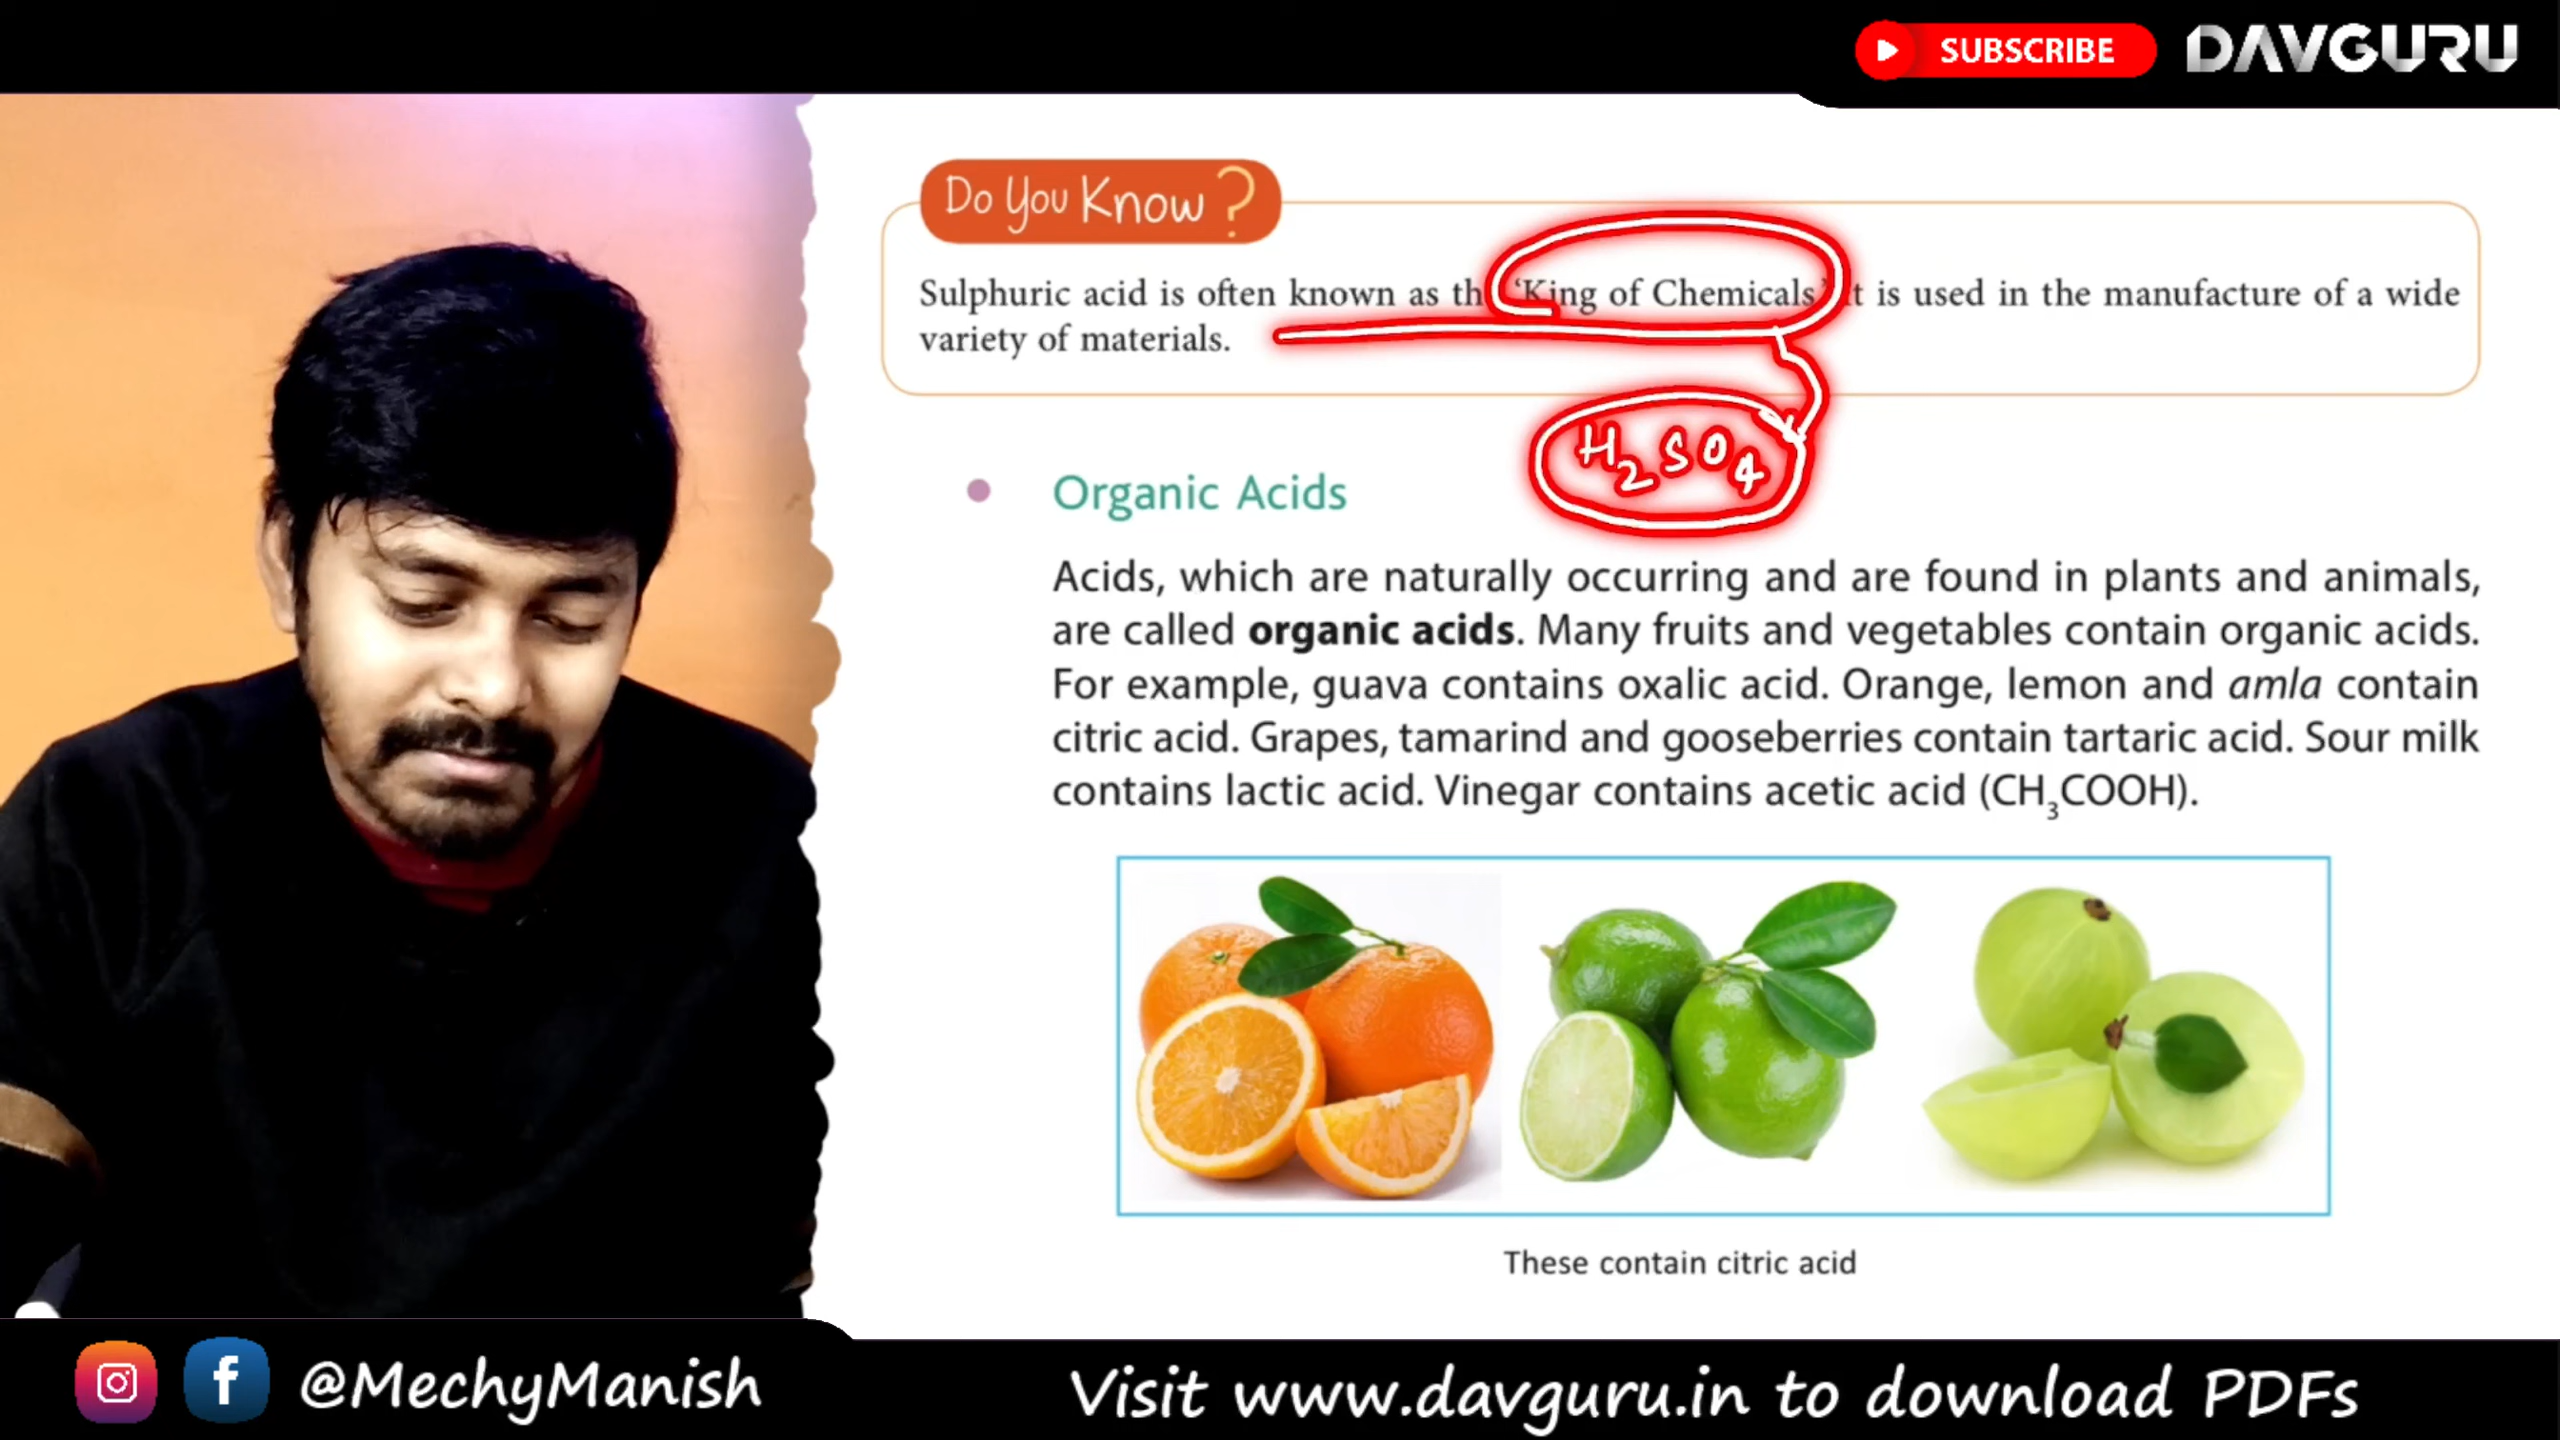 SUBSCRIBE DAVGURU
Do You Know?
Sulphuric acid is often known as th 'King of Chemicals' It is used in the manufacture of a wide
variety of materials.
H₂SO₄
• Organic Acids
Acids, which are naturally occurring and are found in plants and animals,
are called organic acids. Many fruits and vegetables contain organic acids.
For example, guava contains oxalic acid. Orange, lemon and amla contain
citric acid. Grapes, tamarind and gooseberries contain tartaric acid. Sour milk
contains lactic acid. Vinegar contains acetic acid (CH₃COOH).
These contain citric acid
@MechyManish
Visit www.davguru.in to download PDFs